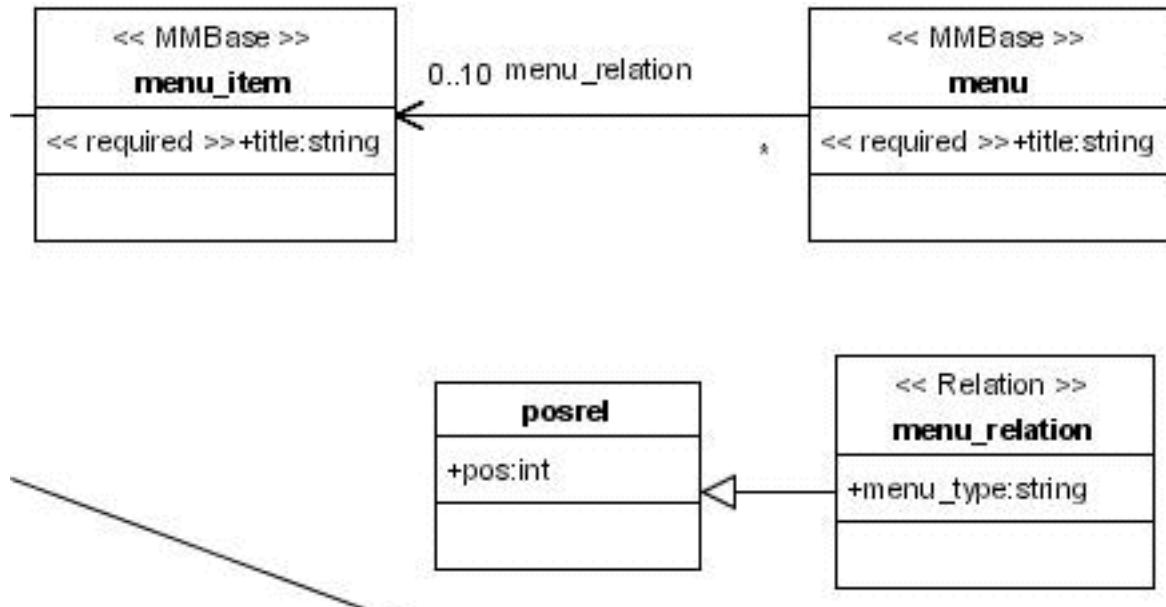 << MMBase >>
menu_item
<< required >>+title:string
0..10 menu_relation
*
<< MMBase >>
menu
<< required >>+title:string
posrel
+pos:int
<< Relation >>
menu_relation
+menu_type:string